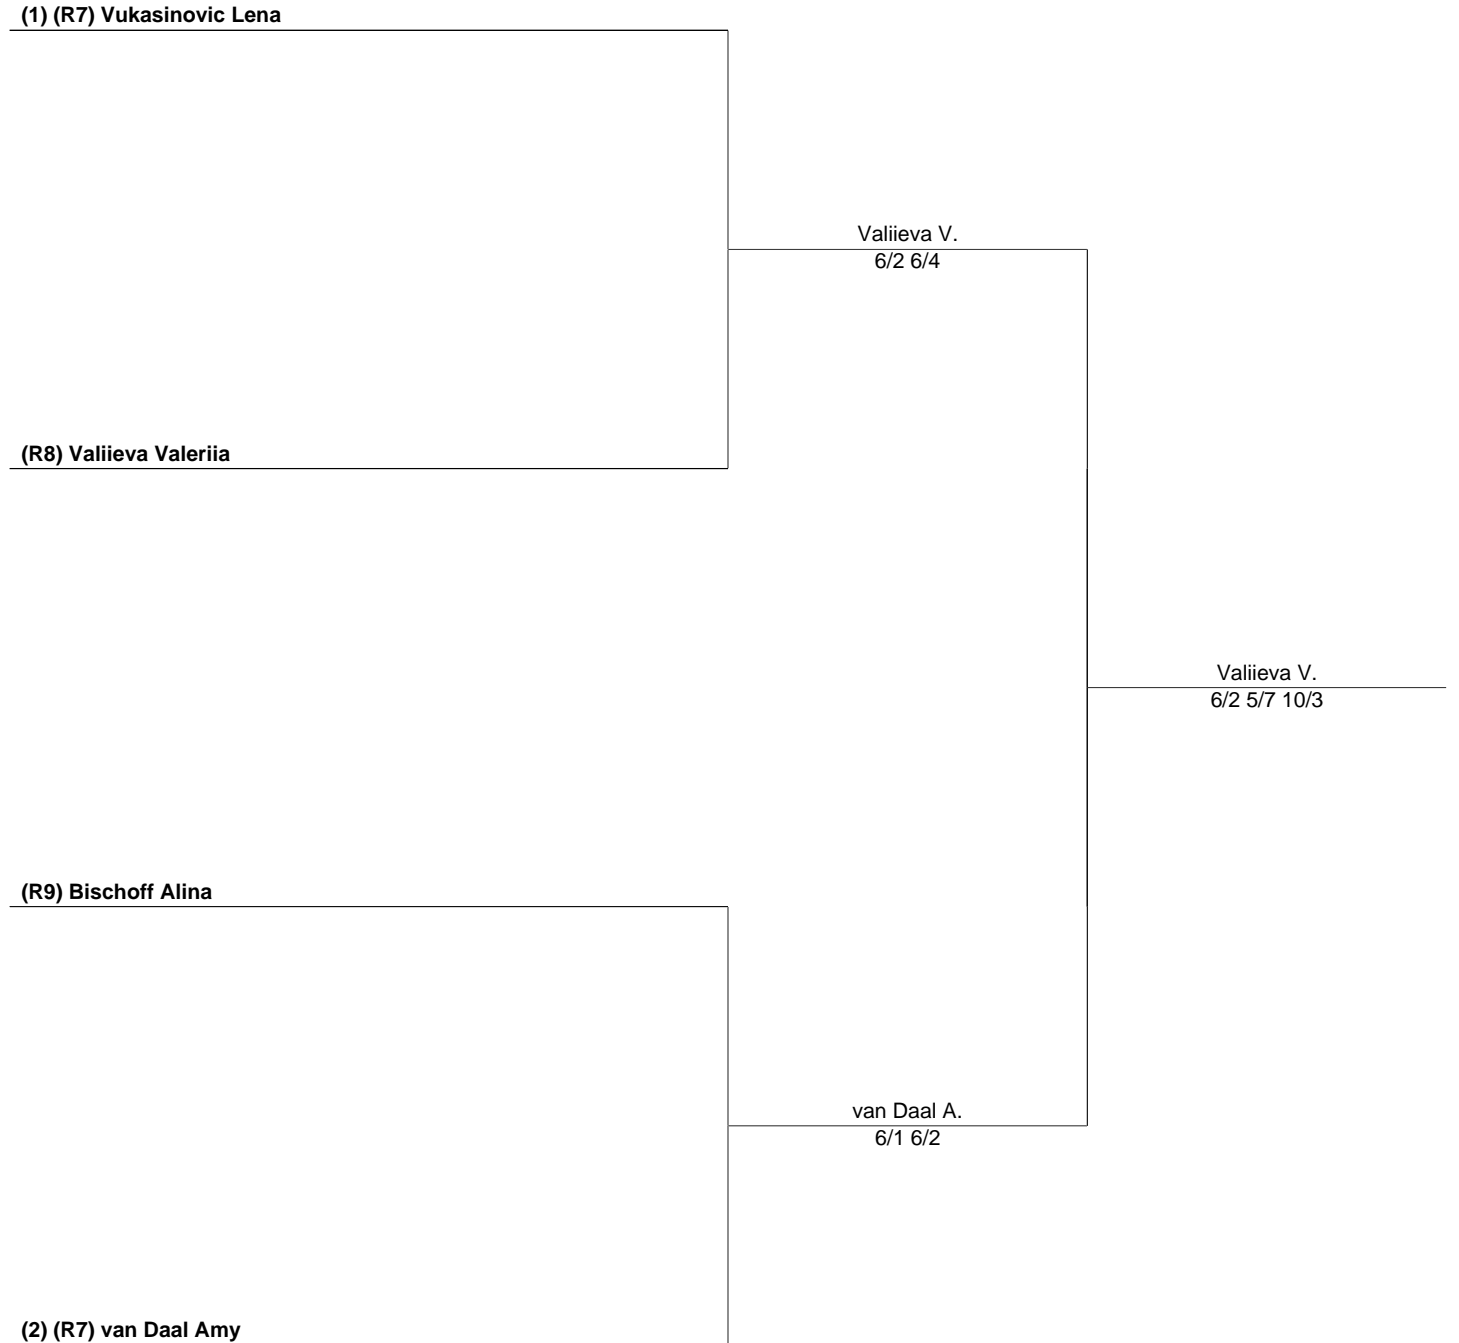 (1) (R7) Vukasinovic Lena
Valiieva V.
6/2 6/4
(R8) Valiieva Valeriia
Valiieva V.
6/2 5/7 10/3
(R9) Bischoff Alina
van Daal A.
6/1 6/2
(2) (R7) van Daal Amy